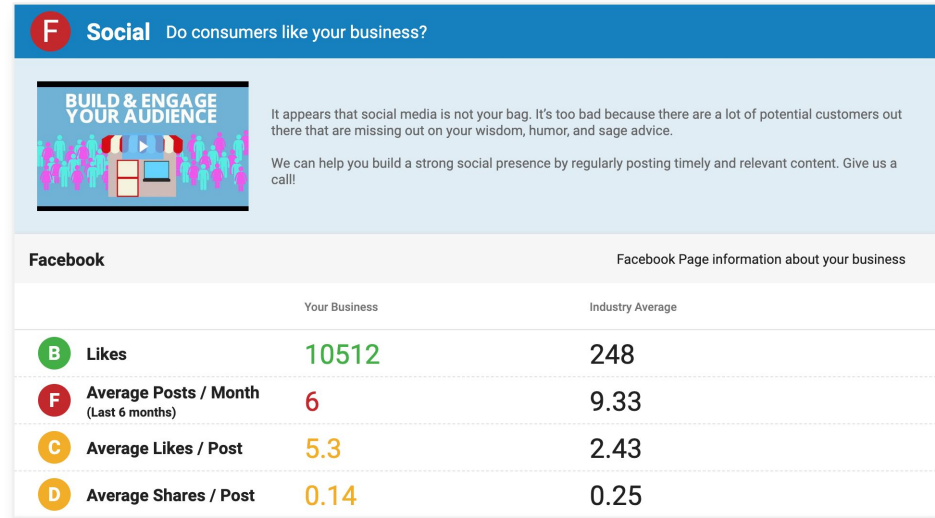 F Social Do consumers like your business?
BUILD & ENGAGE
YOUR AUDIENCE
It appears that social media is not your bag. It's too bad because there are a lot of potential customers out
there that are missing out on your wisdom, humor, and sage advice.
We can help you build a strong social presence by regularly posting timely and relevant content. Give us a
call!
Facebook Facebook Page information about your business
Your Business Industry Average
B Likes 10512 248
F Average Posts / Month 6 9.33
(Last 6 months)
C Average Likes / Post 5.3 2.43
D Average Shares / Post 0.14 0.25